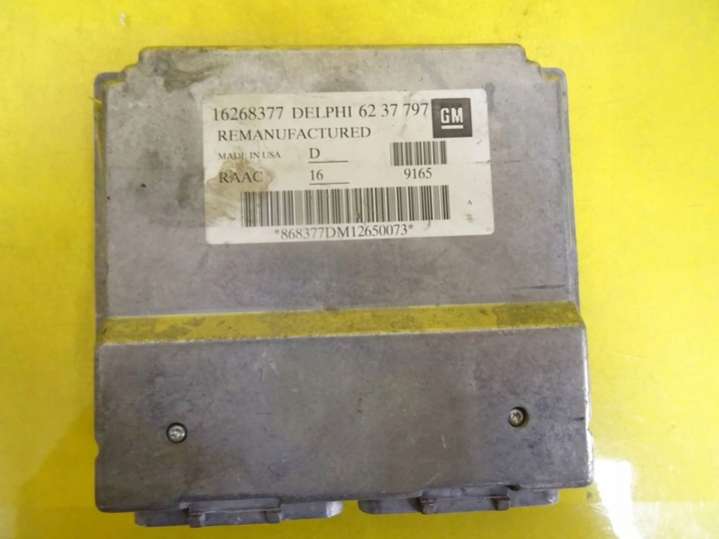 16268377 DELPHI 62 37 797 GM
REMANUFACTURED
MADE IN USA D
RAAC 16 9165
A
*868377DM12650073*